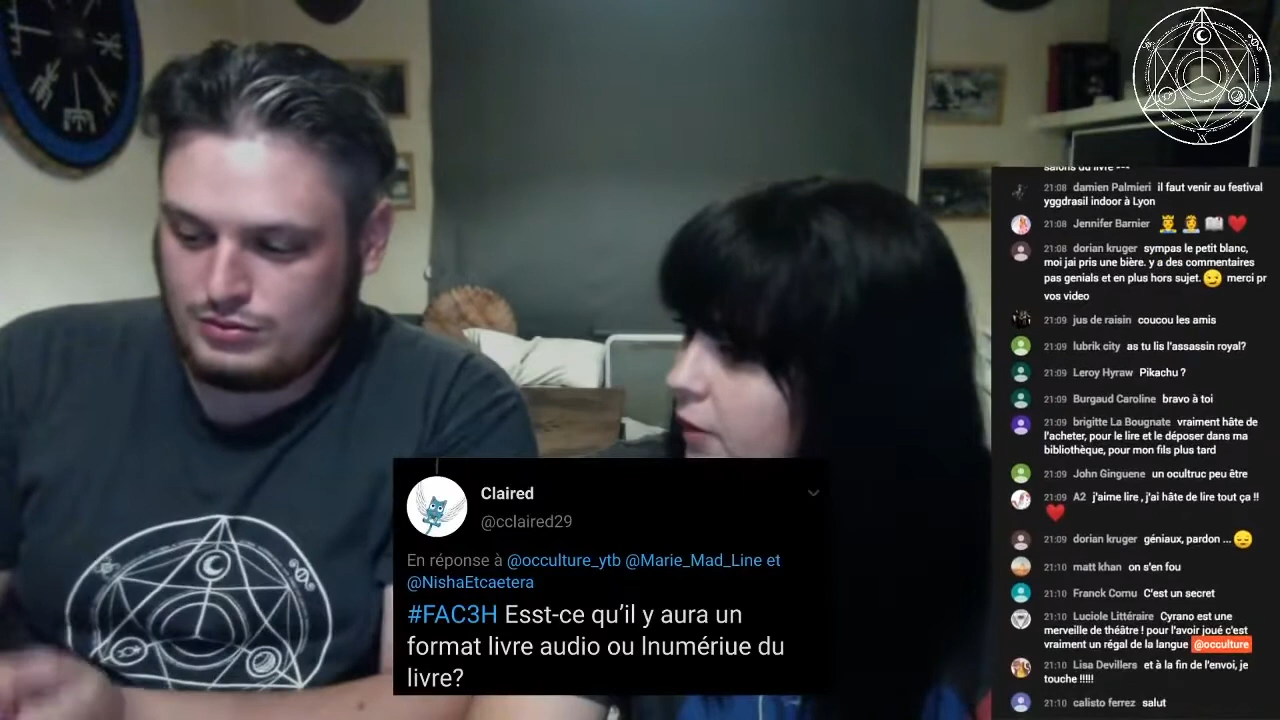 Claired
@cclaired29
En réponse à @occulture_ytb @Marie_Mad_Line et
@NishaEtcaetera
#FAC3H Esst-ce qu’il y aura un
format livre audio ou lnumériue du
livre?
salons du livre
21:08 damien Palmieri il faut venir au festival
yggdrasil indoor à Lyon
21:08 Jennifer Barnier 🤴 👸 📖 ❤️
21:08 dorian kruger sympas le petit blanc,
moi jai pris une bière. y a des commentaires
pas genials et en plus hors sujet. 😏 merci pr
vos video
21:09 jus de raisin coucou les amis
21:09 lubrik city as tu lis l'assassin royal?
21:09 Leroy Hyraw Pikachu ?
21:09 Burgaud Caroline bravo à toi
21:09 brigitte La Bougnate vraiment hâte de
l'acheter, pour le lire et le déposer dans ma
bibliothèque, pour mon fils plus tard
21:09 John Ginguene un ocultruc peu être
21:09 A2 j'aime lire , j'ai hâte de lire tout ça !!
❤️
21:09 dorian kruger géniaux, pardon ... 😔
21:10 matt khan on s'en fou
21:10 Franck Cornu C'est un secret
21:10 Luciole Littéraire Cyrano est une
merveille de théâtre ! pour l'avoir joué c'est
vraiment un régal de la langue @occulture
21:10 Lisa Devillers et à la fin de l'envoi, je
touche !!!!!
21:10 calisto ferrez salut